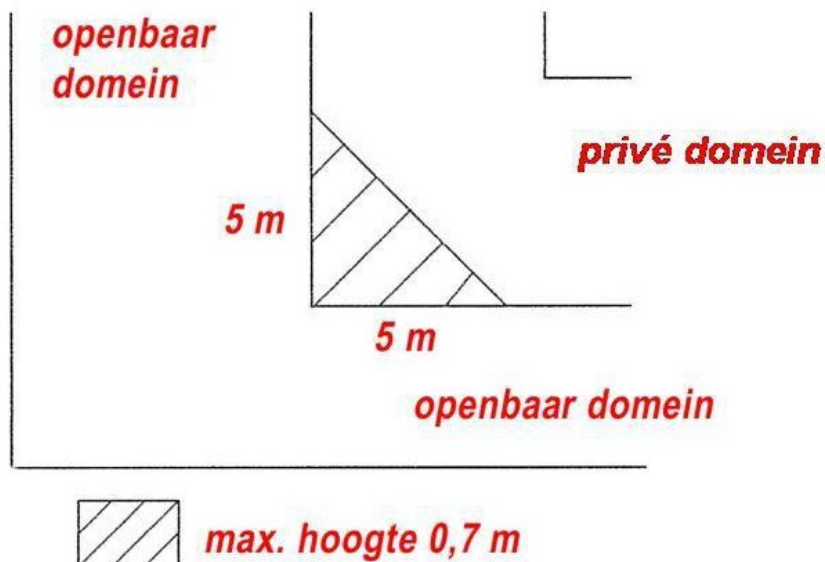 openbaar
domein
privé domein
5 m
5 m
openbaar domein
max. hoogte 0,7 m